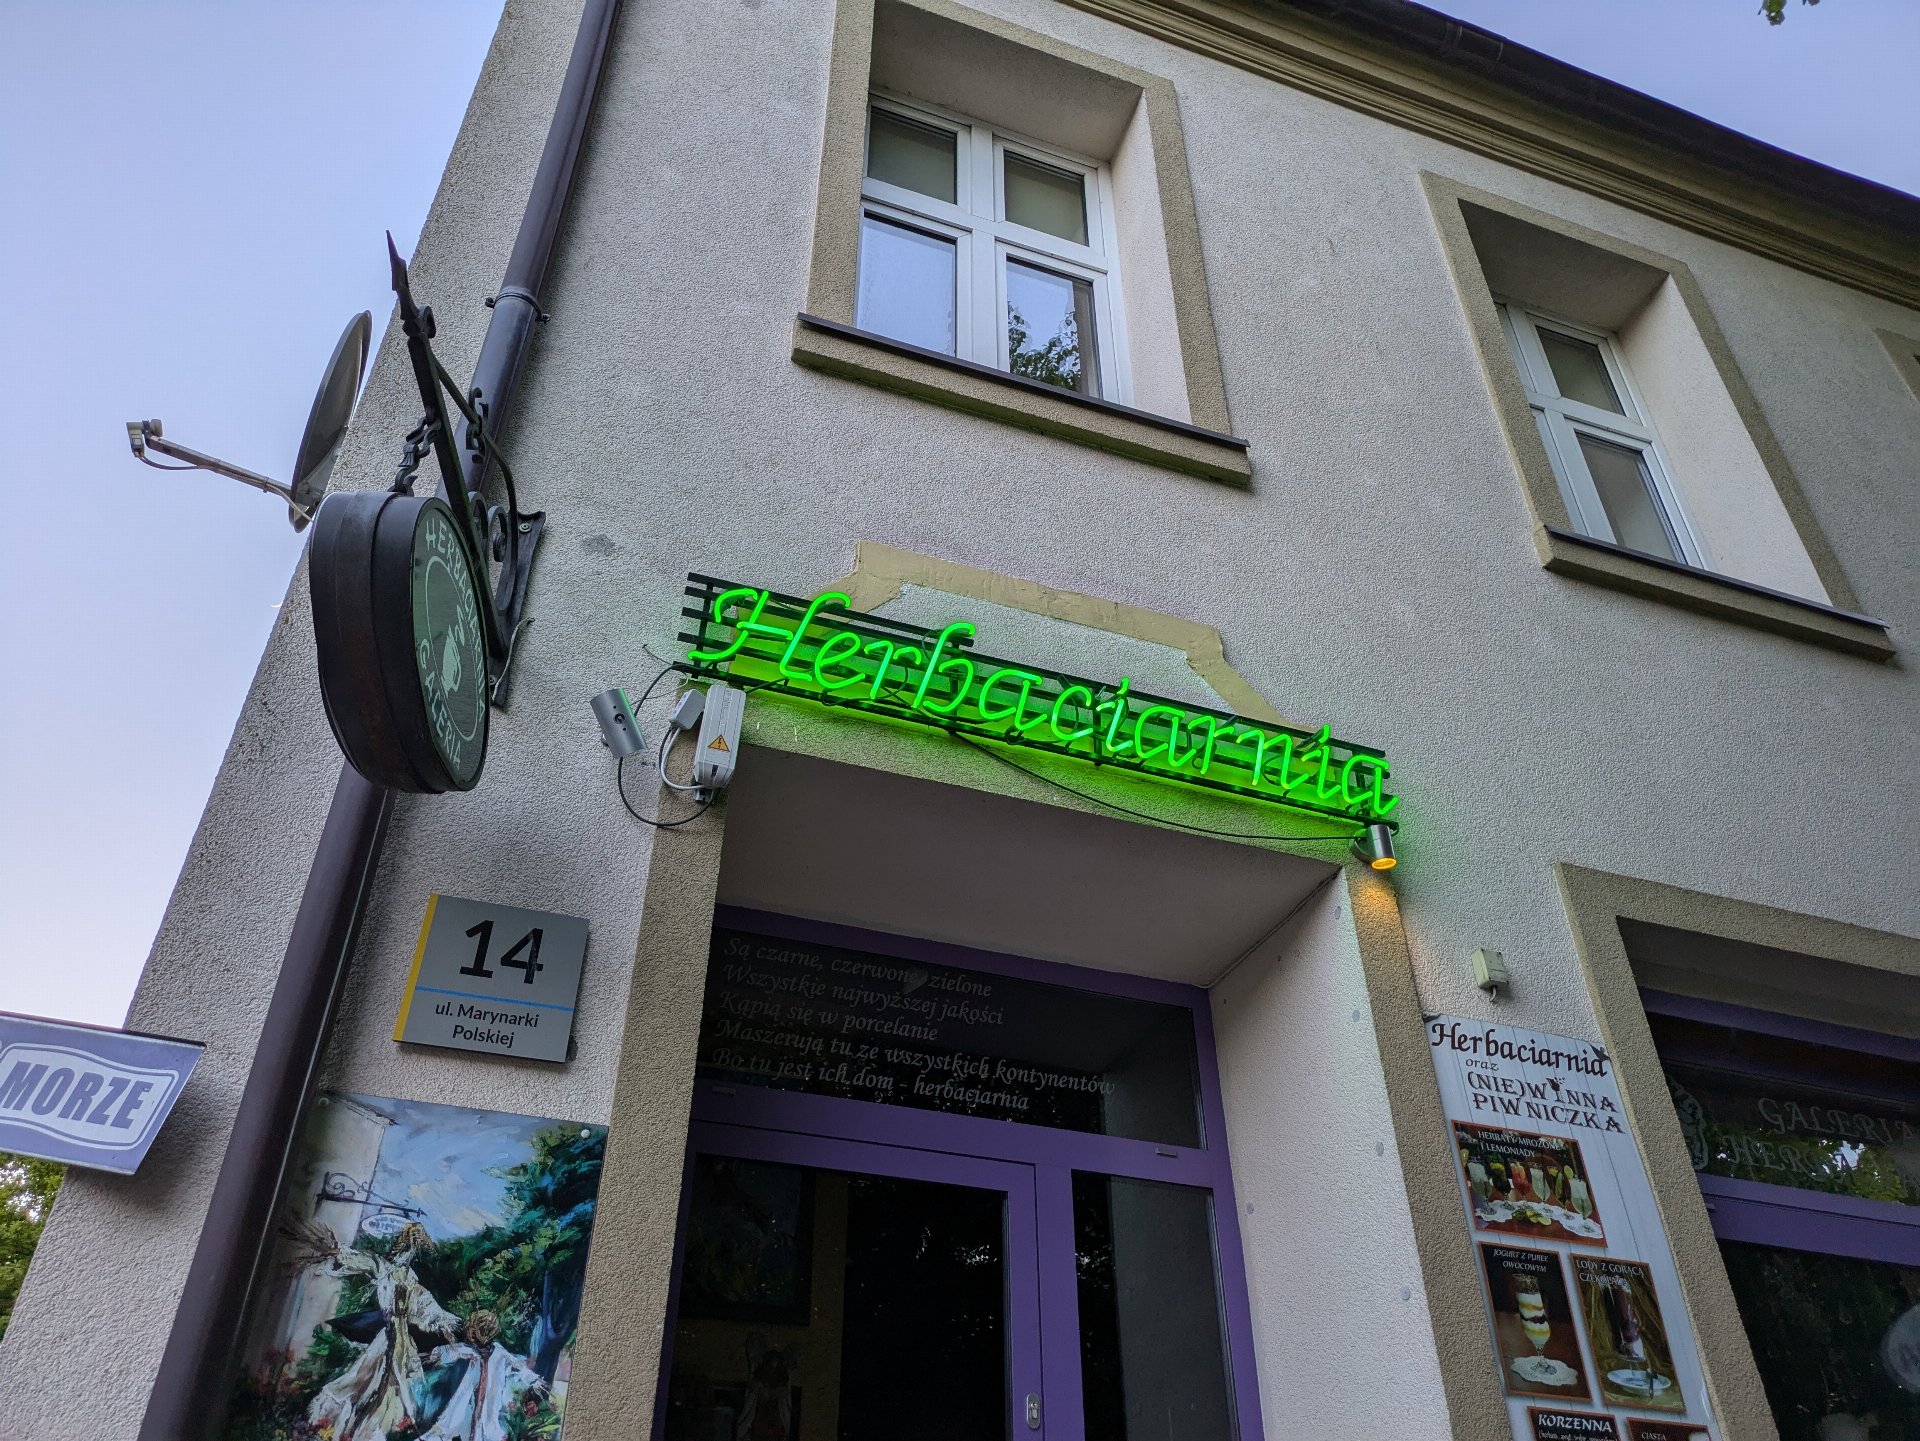 HERBACIARNIA
GALERIA
Herbaciarnia
14
ul. Marynarki
Polskiej
MORZE
Są czarne, czerwone, zielone
Wszystkie najwyższej jakości
Kąpią się w porcelanie
Maszerują tu ze wszystkich kontynentów
Bo tu jest ich dom - herbaciarnia
Herbaciarnia
oraz
(NIE)WINNA
PIWNICZKA
HERBATY MROŻONE
I LEMONIADY
JOGURT Z PUREE
OWOCOWYM
LODY Z GORĄCĄ
CZEKOLADĄ
KORZENNA
CIASTA
GALERIA